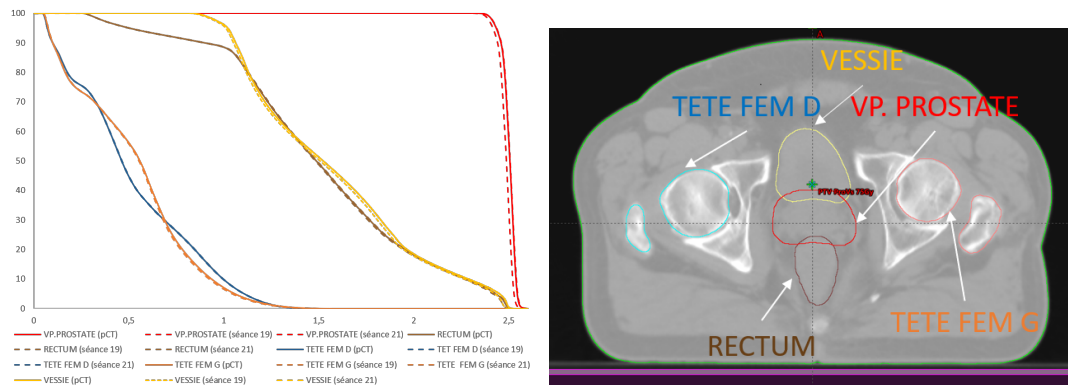 100
90
80
70
60
50
40
30
20
10
0
0 0,5 1 1,5 2 2,5
VP.PROSTATE (pCT) VP.PROSTATE (séance 19) VP.PROSTATE (séance 21) RECTUM (pCT)
RECTUM (séance 19) RECTUM (séance 21) TETE FEM D (pCT) TET FEM D (séance 19)
TETE FEM D (séance 21) TETE FEM G (pCT) TETE FEM G (séance 19) TETE FEM G (séance 21)
VESSIE (pCT) VESSIE (séance 19) VESSIE (séance 21)
A
VESSIE
TETE FEM D VP. PROSTATE
TETE FEM G
RECTUM